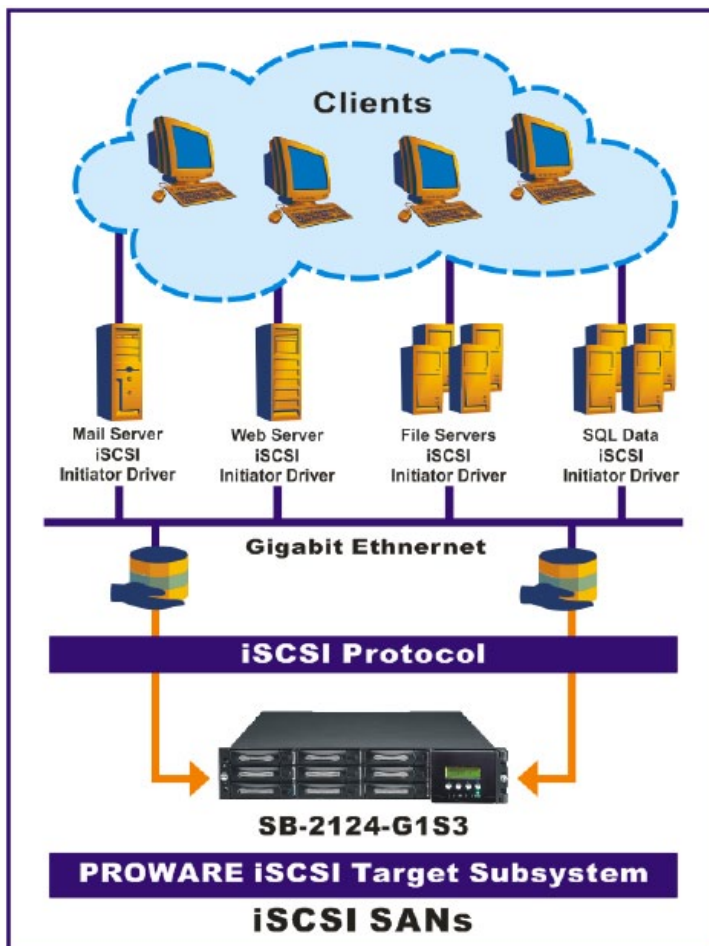 Clients
Mail Server
iSCSI
Initiator Driver
Web Server
iSCSI
Initiator Driver
File Servers
iSCSI
Initiator Driver
SQL Data
iSCSI
Initiator Driver
Gigabit Ethnernet
iSCSI Protocol
SB-2124-G1S3
PROWARE iSCSI Target Subsystem
iSCSI SANs